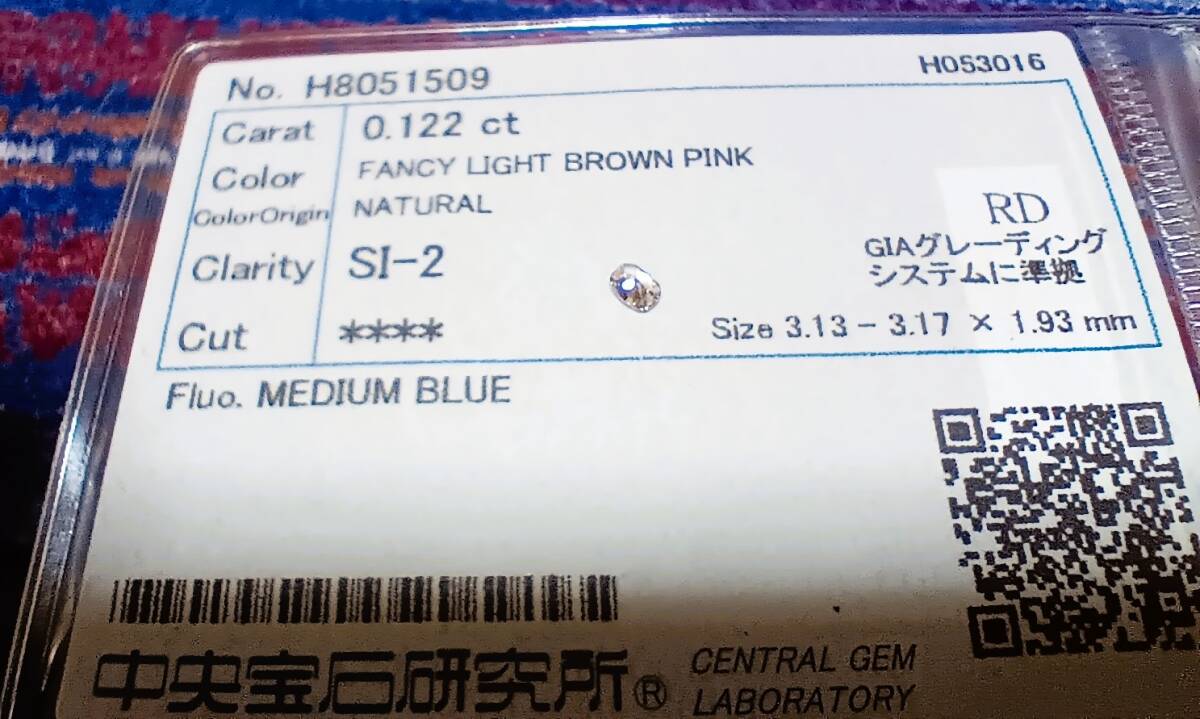 No. H8051509 H053016
Carat 0.122 ct
Color FANCY LIGHT BROWN PINK
ColorOrigin NATURAL
Clarity SI-2
Cut ****
RD
GIAグレーディング
システムに準拠
Size 3.13 - 3.17 × 1.93 mm
Fluo. MEDIUM BLUE
中央宝石研究所®
CENTRAL GEM
LABORATORY